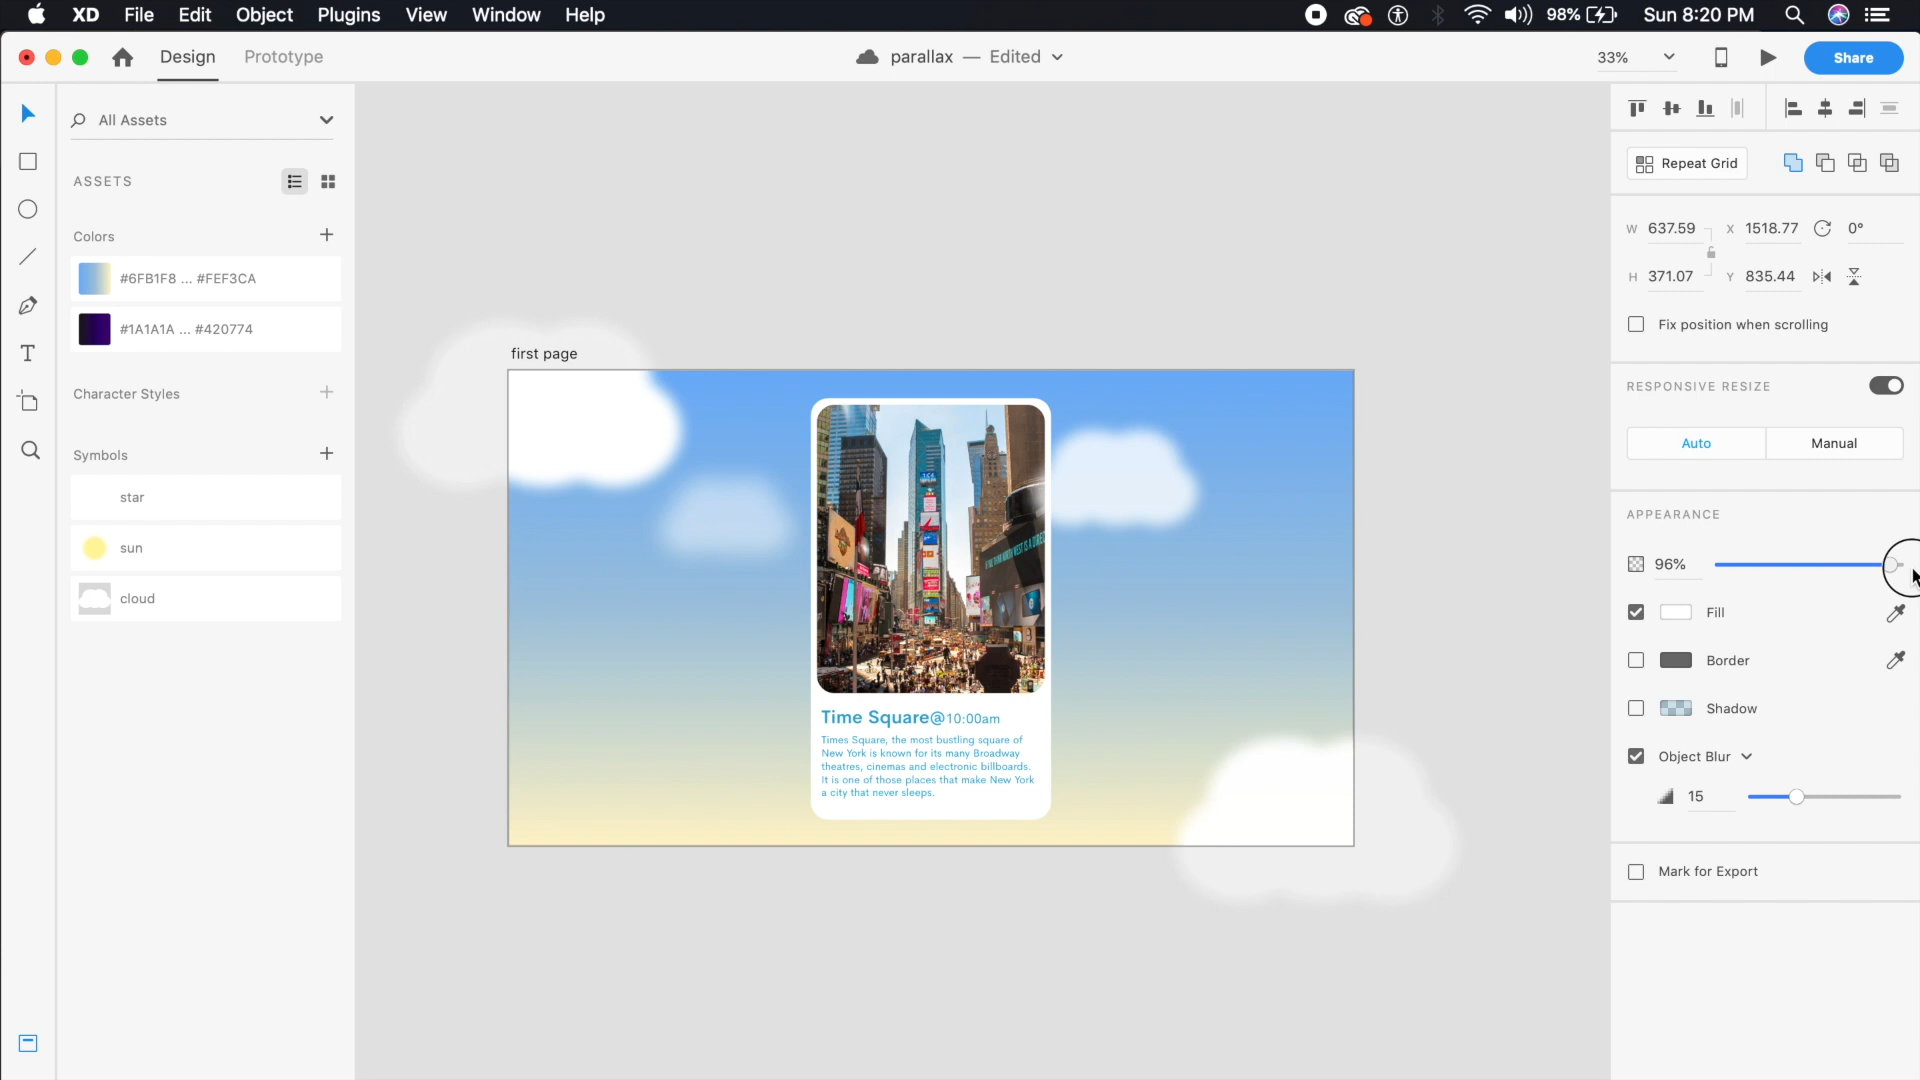 XD File Edit Object Plugins View Window Help
98% Sun 8:20 PM
Design Prototype
parallax — Edited
33%
Share
All Assets
ASSETS
Colors
#6FB1F8 ... #FEF3CA
#1A1A1A ... #420774
Character Styles
Symbols
star
sun
cloud
first page
Time Square@10:00am
Times Square, the most bustling square of
New York is known for its many Broadway
theatres, cinemas and electronic billboards.
It is one of those places that make New York
a city that never sleeps.
Repeat Grid
W 637.59 X 1518.77 0°
H 371.07 Y 835.44
Fix position when scrolling
RESPONSIVE RESIZE
Auto Manual
APPEARANCE
96%
Fill
Border
Shadow
Object Blur
15
Mark for Export